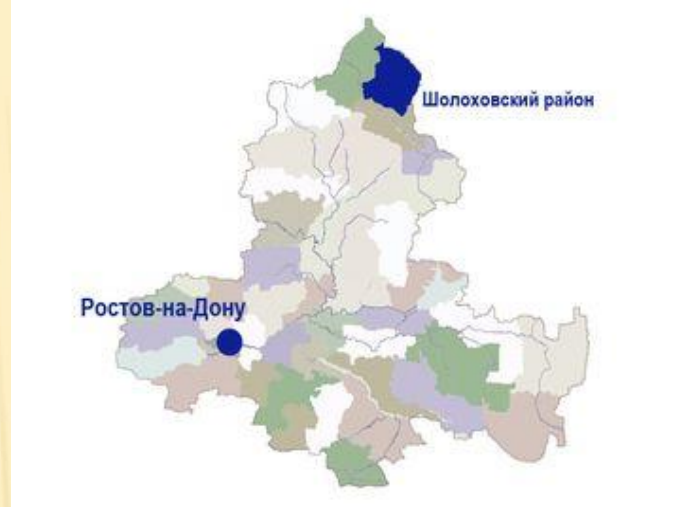 Шолоховский район
Ростов-на-Дону